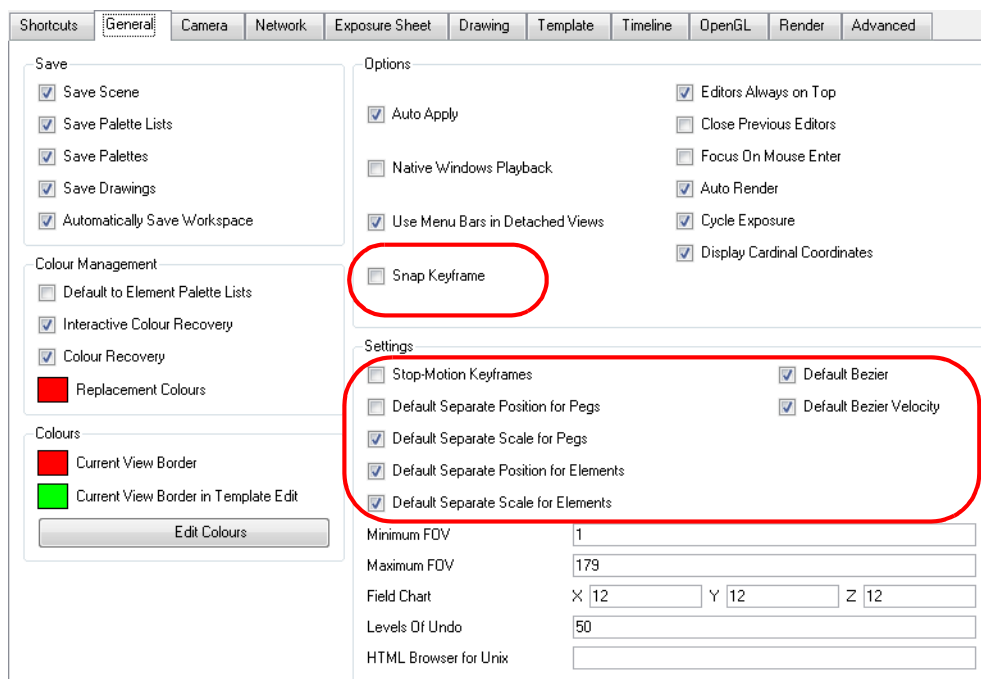 Shortcuts General Camera Network Exposure Sheet Drawing Template Timeline OpenGL Render Advanced
Save
Save Scene
Save Palette Lists
Save Palettes
Save Drawings
Automatically Save Workspace
Colour Management
Default to Element Palette Lists
Interactive Colour Recovery
Colour Recovery
Replacement Colours
Colours
Current View Border
Current View Border in Template Edit
Edit Colours
Options
Auto Apply
Native Windows Playback
Use Menu Bars in Detached Views
Snap Keyframe
Editors Always on Top
Close Previous Editors
Focus On Mouse Enter
Auto Render
Cycle Exposure
Display Cardinal Coordinates
Settings
Stop-Motion Keyframes
Default Separate Position for Pegs
Default Separate Scale for Pegs
Default Separate Position for Elements
Default Separate Scale for Elements
Default Bezier
Default Bezier Velocity
Minimum FOV 1
Maximum FOV 179
Field Chart X 12 Y 12 Z 12
Levels Of Undo 50
HTML Browser for Unix